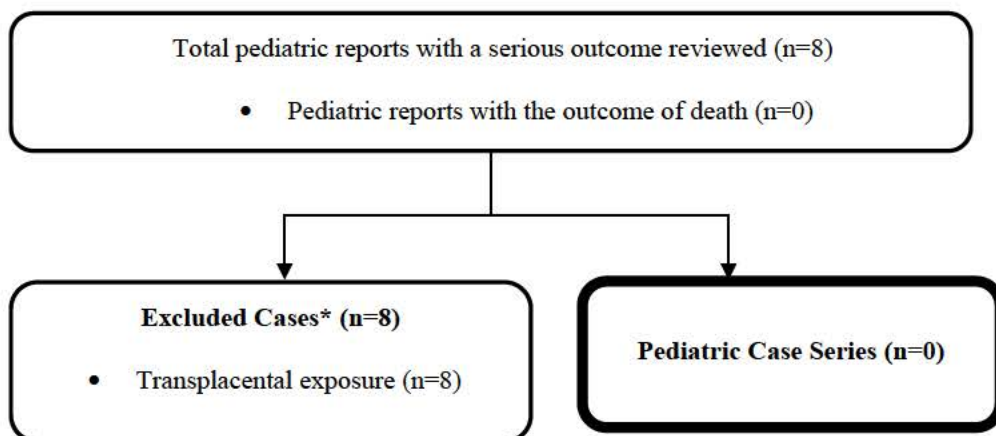 Total pediatric reports with a serious outcome reviewed (n=8)
• Pediatric reports with the outcome of death (n=0)
Excluded Cases* (n=8)
• Transplacental exposure (n=8)
Pediatric Case Series (n=0)